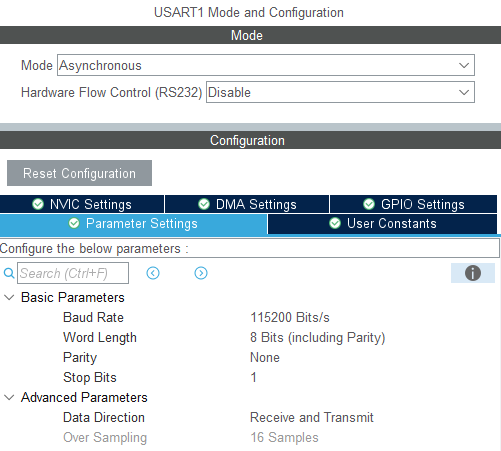 USART1 Mode and Configuration
Mode
Mode Asynchronous
Hardware Flow Control (RS232) Disable
Configuration
Reset Configuration
NVIC Settings DMA Settings GPIO Settings
Parameter Settings User Constants
Configure the below parameters :
Search (Ctrl+F)
Basic Parameters
Baud Rate 115200 Bits/s
Word Length 8 Bits (including Parity)
Parity None
Stop Bits 1
Advanced Parameters
Data Direction Receive and Transmit
Over Sampling 16 Samples